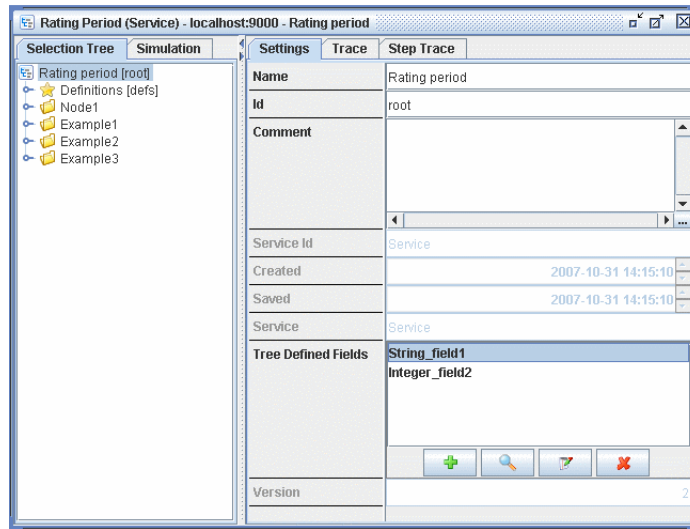 Rating Period (Service) - localhost:9000 - Rating period
Selection Tree Simulation
Settings Trace Step Trace
Rating period [root]
Definitions [defs]
Node1
Example1
Example2
Example3
Name Rating period
Id root
Comment
...
Service Id Service
Created 2007-10-31 14:15:10
Saved 2007-10-31 14:15:10
Service Service
Tree Defined Fields String_field1
Integer_field2
Version 2